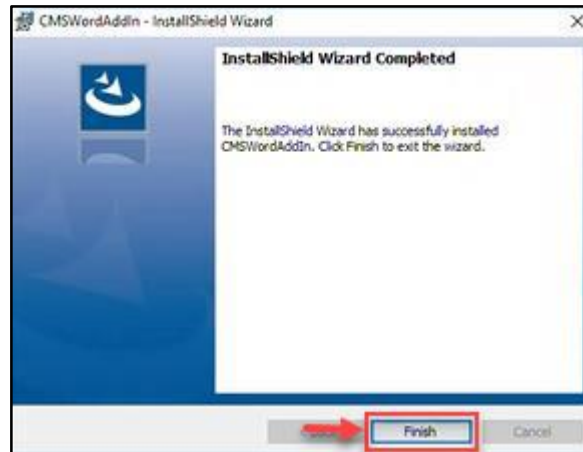 CMSWordAddIn - InstallShield Wizard
InstallShield Wizard Completed
The InstallShield Wizard has successfully installed
CMSWordAddIn. Click Finish to exit the wizard.
Finish
Cancel